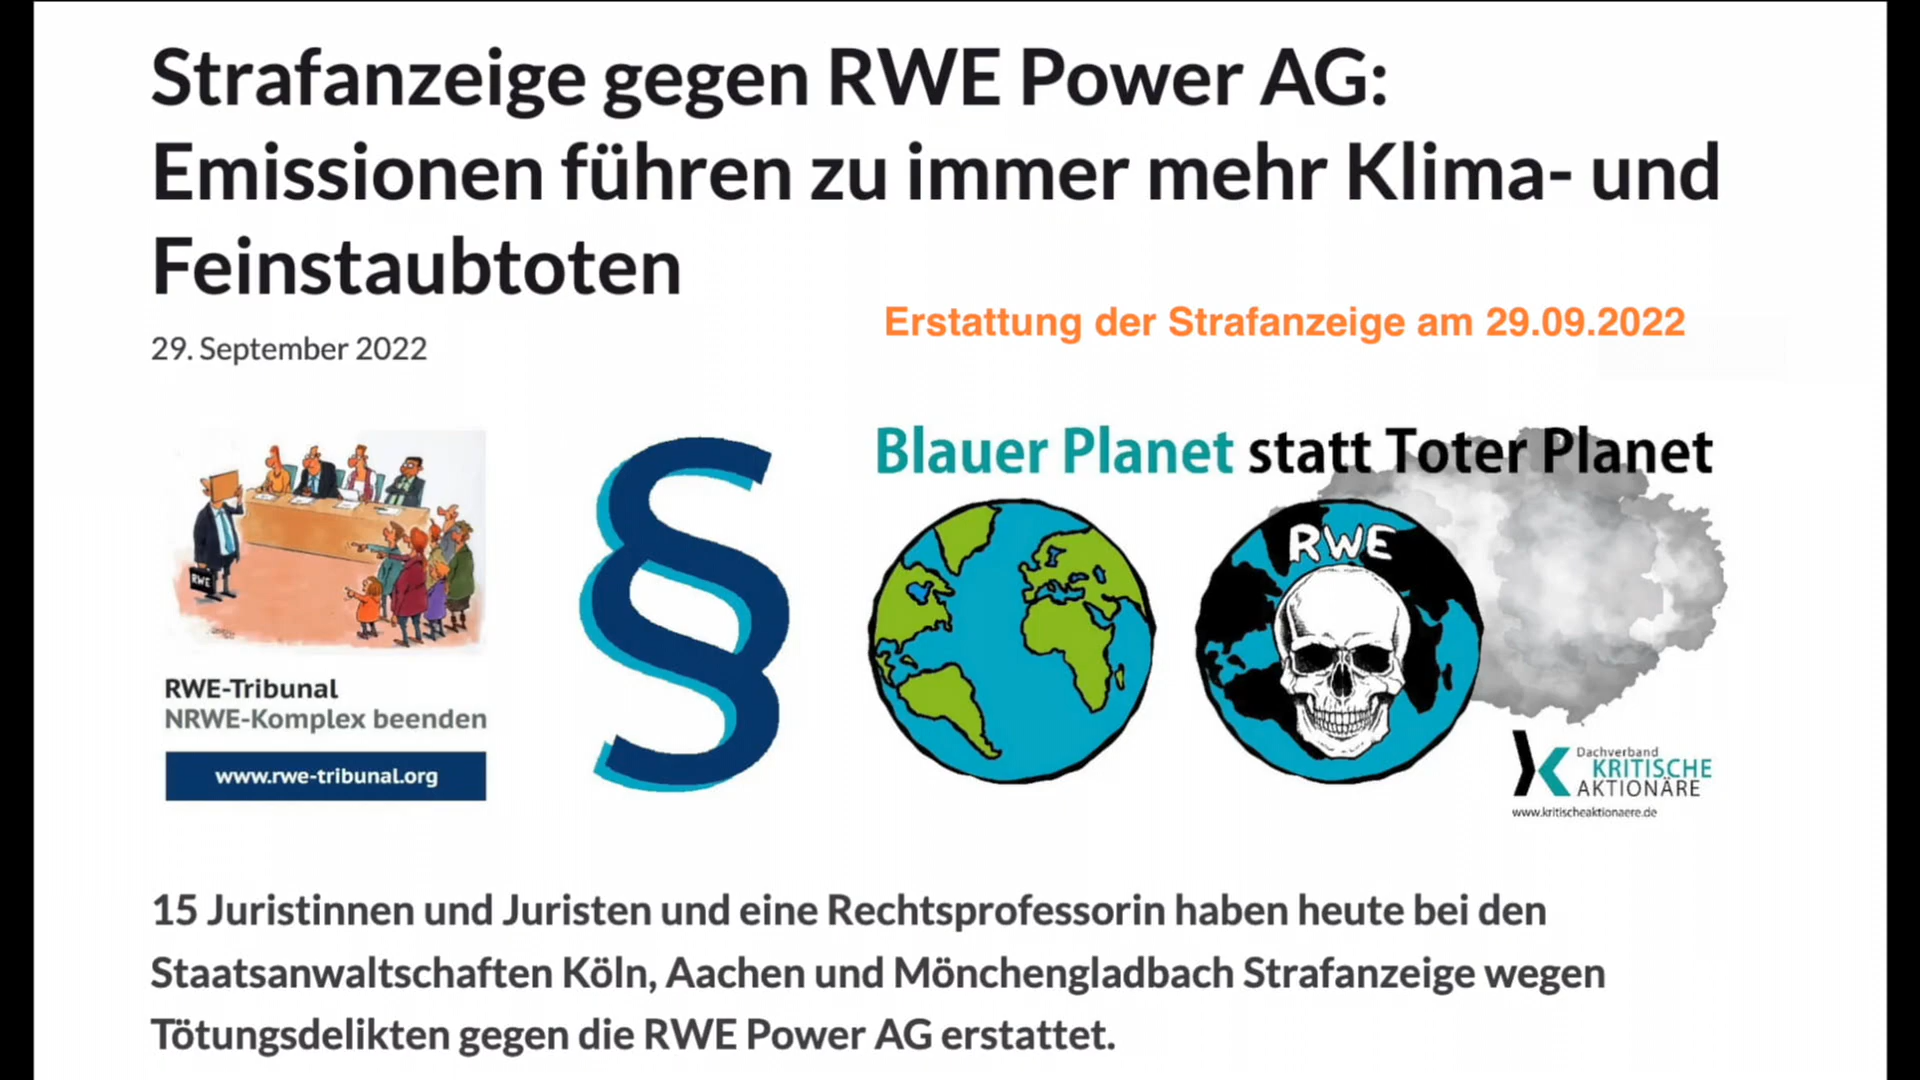 Strafanzeige gegen RWE Power AG:
Emissionen führen zu immer mehr Klima- und
Feinstaubtoten
29. September 2022
Erstattung der Strafanzeige am 29.09.2022
RWE
RWE-Tribunal
NRWE-Komplex beenden
www.rwe-tribunal.org
§
Blauer Planet statt Toter Planet
RWE
Dachverband
KRITISCHE
AKTIONÄRE
www.kritischeaktionaere.de
15 Juristinnen und Juristen und eine Rechtsprofessorin haben heute bei den
Staatsanwaltschaften Köln, Aachen und Mönchengladbach Strafanzeige wegen
Tötungsdelikten gegen die RWE Power AG erstattet.